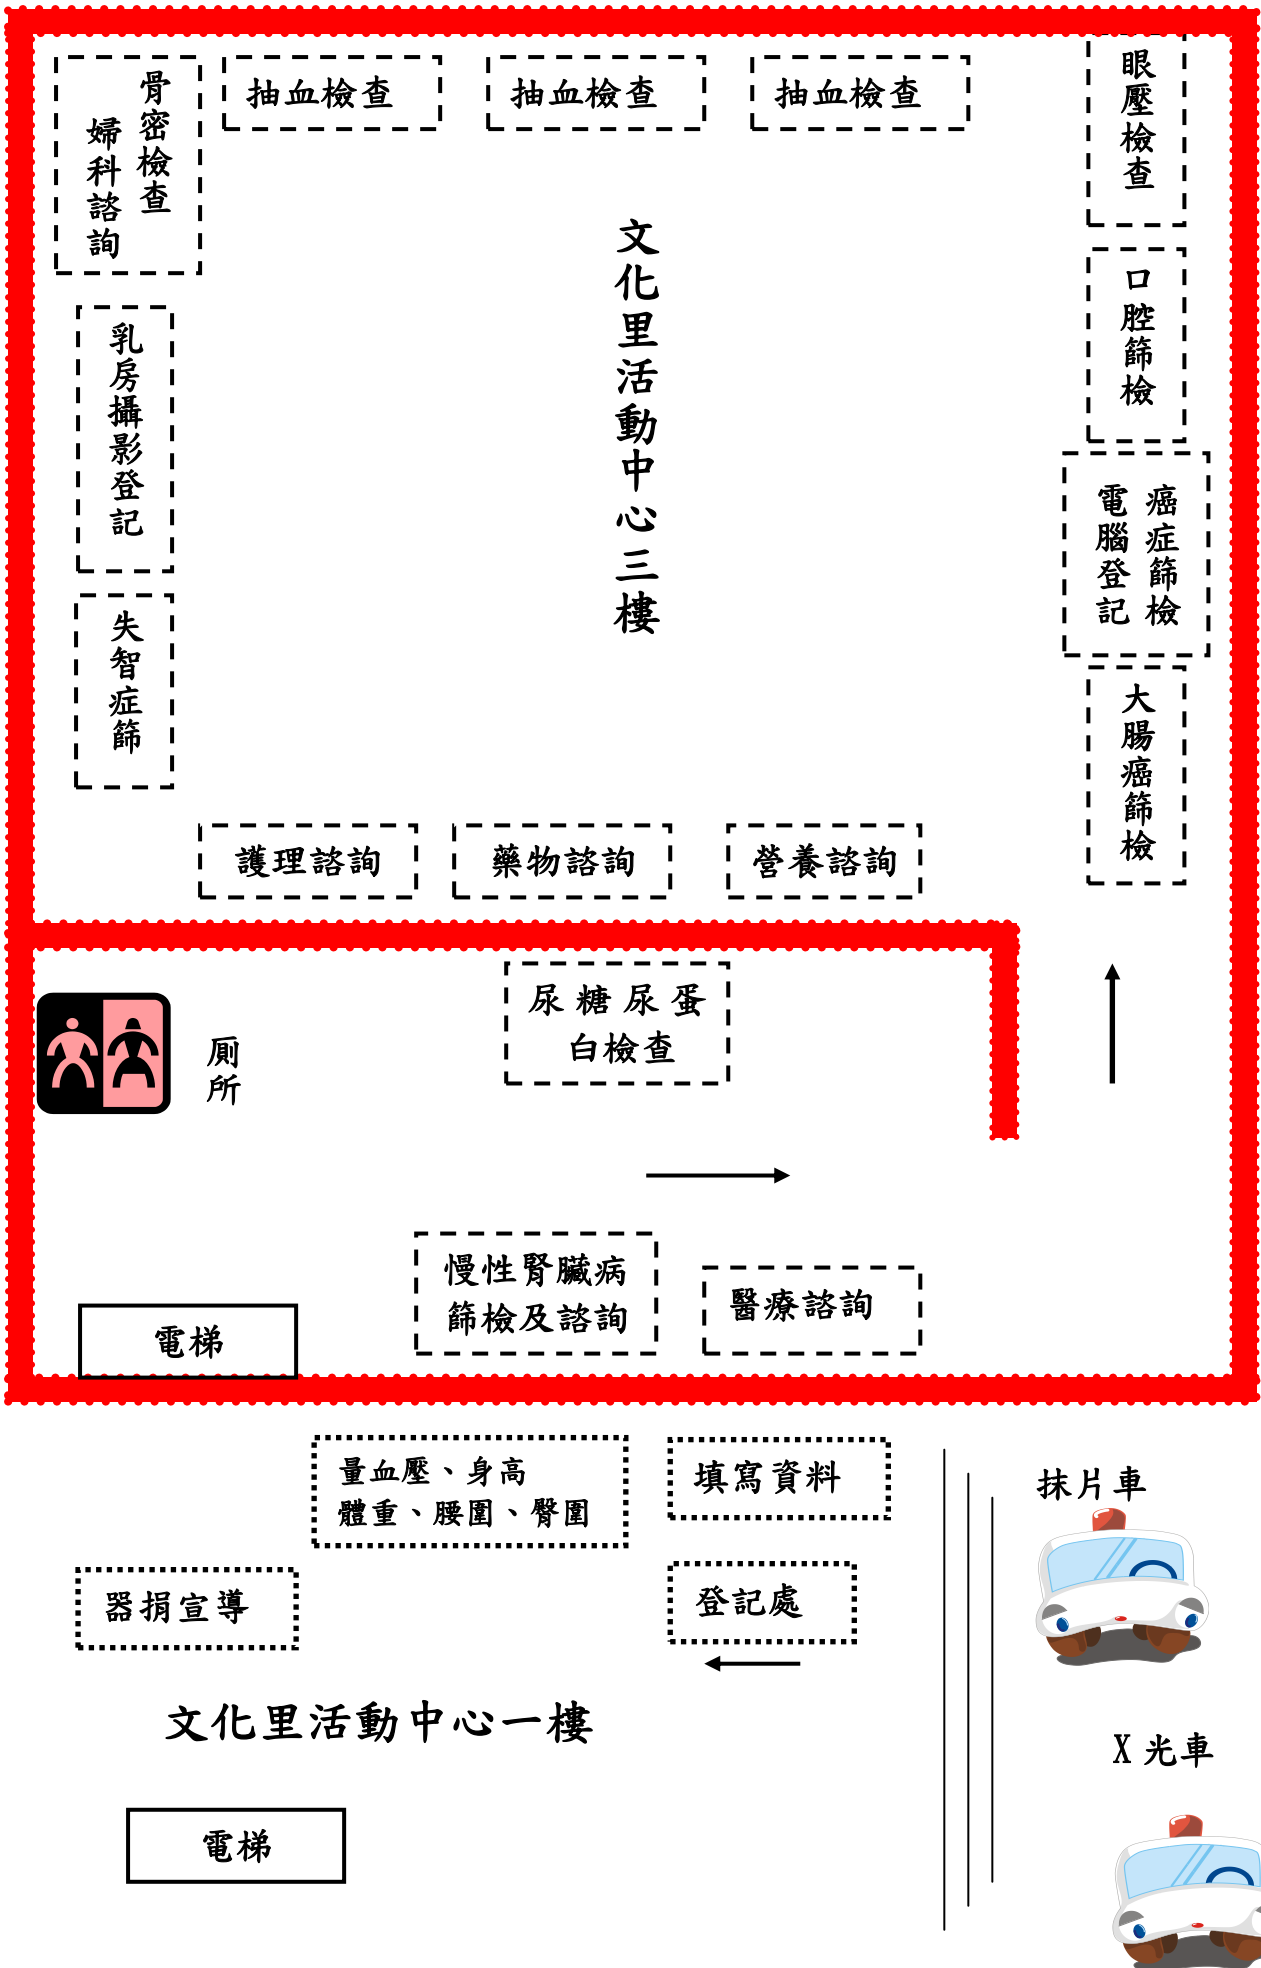 骨密檢查
婦科諮詢
抽血檢查
抽血檢查
抽血檢查
眼壓檢查
口腔篩檢
乳房攝影登記
文化里活動中心三樓
癌症篩檢
電腦登記
失智症篩
大腸癌篩檢
護理諮詢
藥物諮詢
營養諮詢
尿糖尿蛋
白檢查
廁所
慢性腎臟病
篩檢及諮詢
醫療諮詢
電梯
量血壓、身高
體重、腰圍、臀圍
填寫資料
抹片車
器捐宣導
登記處
文化里活動中心一樓
X光車
電梯